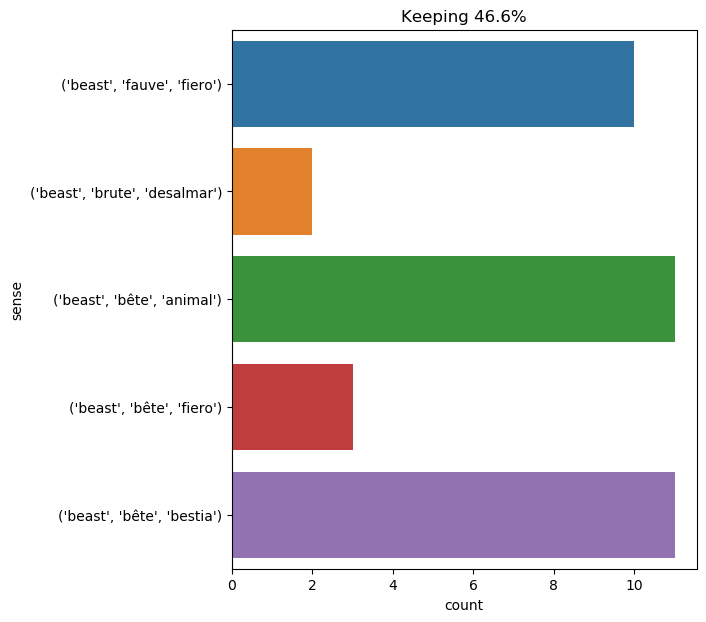 Keeping 46.6%
('beast', 'fauve', 'fiero')
('beast', 'brute', 'desalmar')
('beast', 'bête', 'animal')
('beast', 'bête', 'fiero')
('beast', 'bête', 'bestia')
sense
0 2 4 6 8 10
count